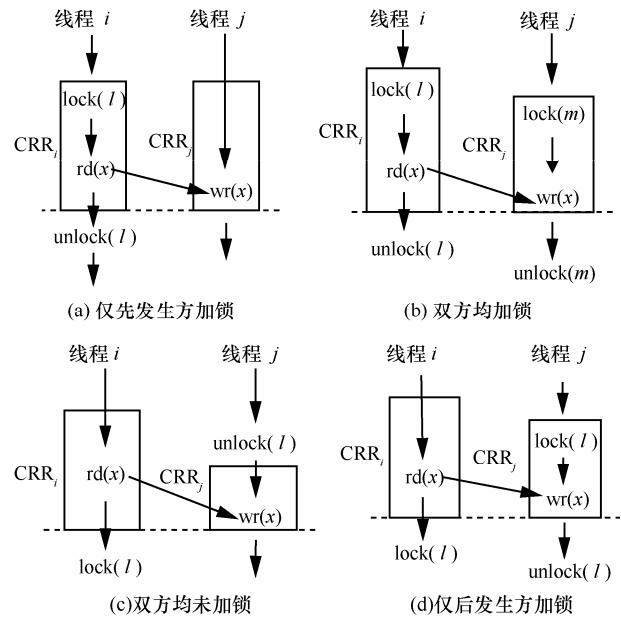 线程 i
线程 j
lock(l)
CRRi
rd(x)
CRRj
wr(x)
unlock(l)
(a) 仅先发生方加锁
线程 i
线程 j
lock(l)
lock(m)
CRRi
rd(x)
CRRj
wr(x)
unlock(l)
unlock(m)
(b) 双方均加锁
线程 i
线程 j
unlock(l)
CRRi
rd(x)
CRRj
wr(x)
lock(l)
(c)双方均未加锁
线程 i
线程 j
lock(l)
CRRi
rd(x)
CRRj
wr(x)
lock(l)
unlock(l)
(d)仅后发生方加锁